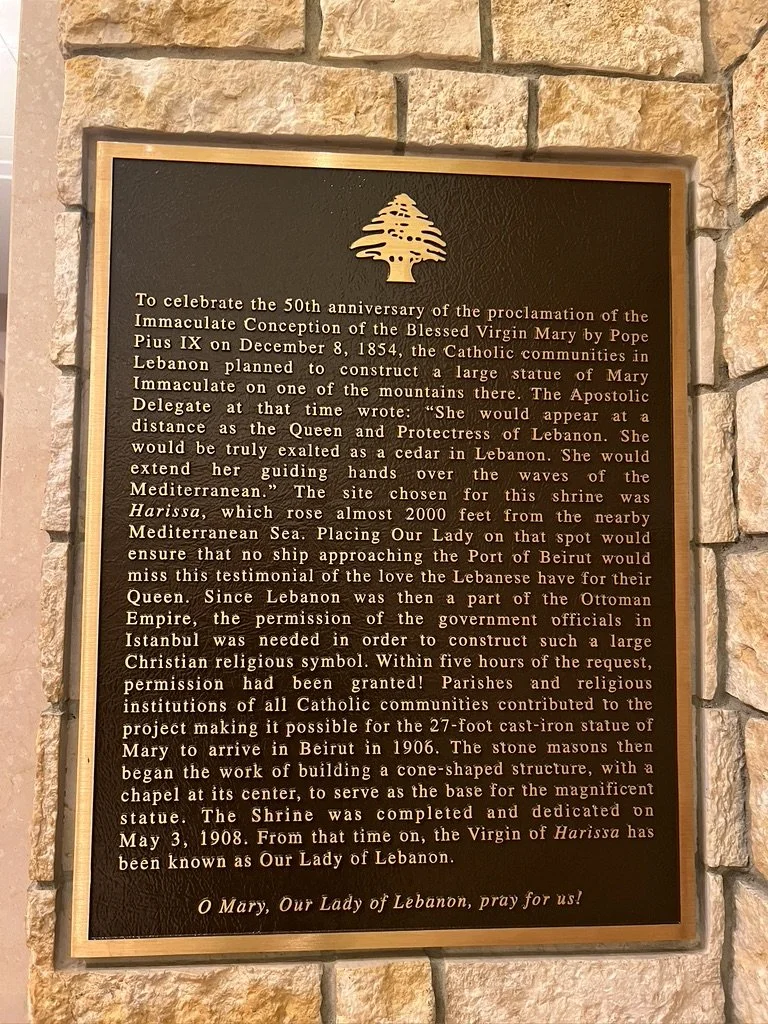 To celebrate the 50th anniversary of the proclamation of the
Immaculate Conception of the Blessed Virgin Mary by Pope
Pius IX on December 8, 1854, the Catholic communities in
Lebanon planned to construct a large statue of Mary
Immaculate on one of the mountains there. The Apostolic
Delegate at that time wrote: “She would appear at a
distance as the Queen and Protectress of Lebanon. She
would be truly exalted as a cedar in Lebanon. She would
extend her guiding hands over the waves of the
Mediterranean.” The site chosen for this shrine was
Harissa, which rose almost 2000 feet from the nearby
Mediterranean Sea. Placing Our Lady on that spot would
ensure that no ship approaching the Port of Beirut would
miss this testimonial of the love the Lebanese have for their
Queen. Since Lebanon was then a part of the Ottoman
Empire, the permission of the government officials in
Istanbul was needed in order to construct such a large
Christian religious symbol. Within five hours of the request,
permission had been granted! Parishes and religious
institutions of all Catholic communities contributed to the
project making it possible for the 27-foot cast-iron statue of
Mary to arrive in Beirut in 1906. The stone masons then
began the work of building a cone-shaped structure, with a
chapel at its center, to serve as the base for the magnificent
statue. The Shrine was completed and dedicated on
May 3, 1908. From that time on, the Virgin of Harissa has
been known as Our Lady of Lebanon.
O Mary, Our Lady of Lebanon, pray for us!